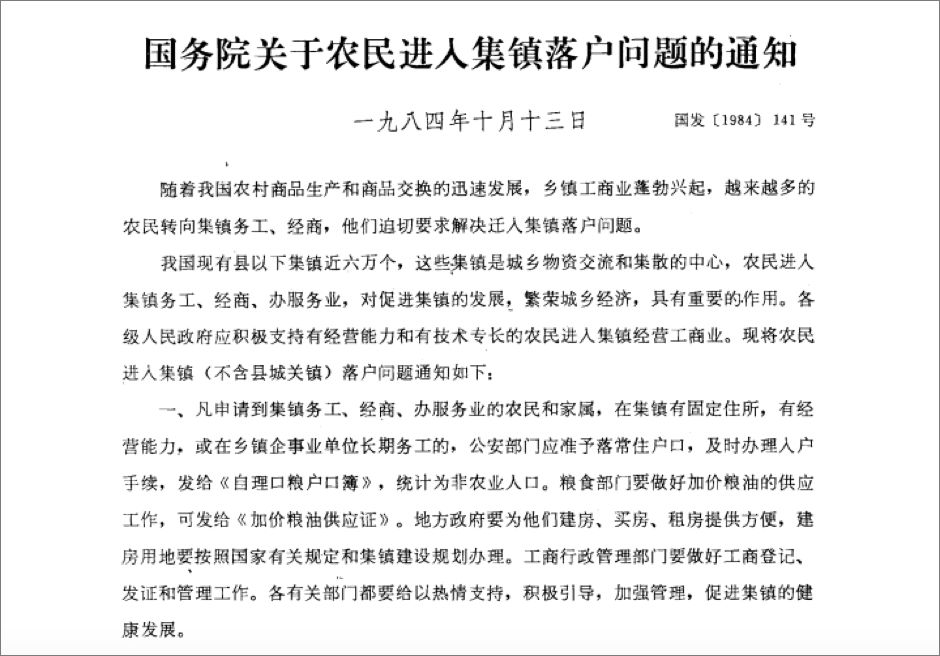 国务院关于农民进入集镇落户问题的通知
一九八四年十月十三日 国发〔1984〕141号
随着我国农村商品生产和商品交换的迅速发展，乡镇工商业蓬勃兴起，越来越多的
农民转向集镇务工、经商，他们迫切要求解决迁入集镇落户问题。
我国现有县以下集镇近六万个，这些集镇是城乡物资交流和集散的中心，农民进入
集镇务工、经商、办服务业，对促进集镇的发展，繁荣城乡经济，具有重要的作用。各
级人民政府应积极支持有经营能力和有技术专长的农民进入集镇经营工商业。现将农民
进入集镇（不含县城关镇）落户问题通知如下：
一、凡申请到集镇务工、经商、办服务业的农民和家属，在集镇有固定住所，有经
营能力，或在乡镇企事业单位长期务工的，公安部门应准予落常住户口，及时办理入户
手续，发给《自理口粮户口簿》，统计为非农业人口。粮食部门要做好加价粮油的供应
工作，可发给《加价粮油供应证》。地方政府要为他们建房、买房、租房提供方便，建
房用地要按照国家有关规定和集镇建设规划办理。工商行政管理部门要做好工商登记、
发证和管理工作。各有关部门都要给以热情支持，积极引导，加强管理，促进集镇的健
康发展。